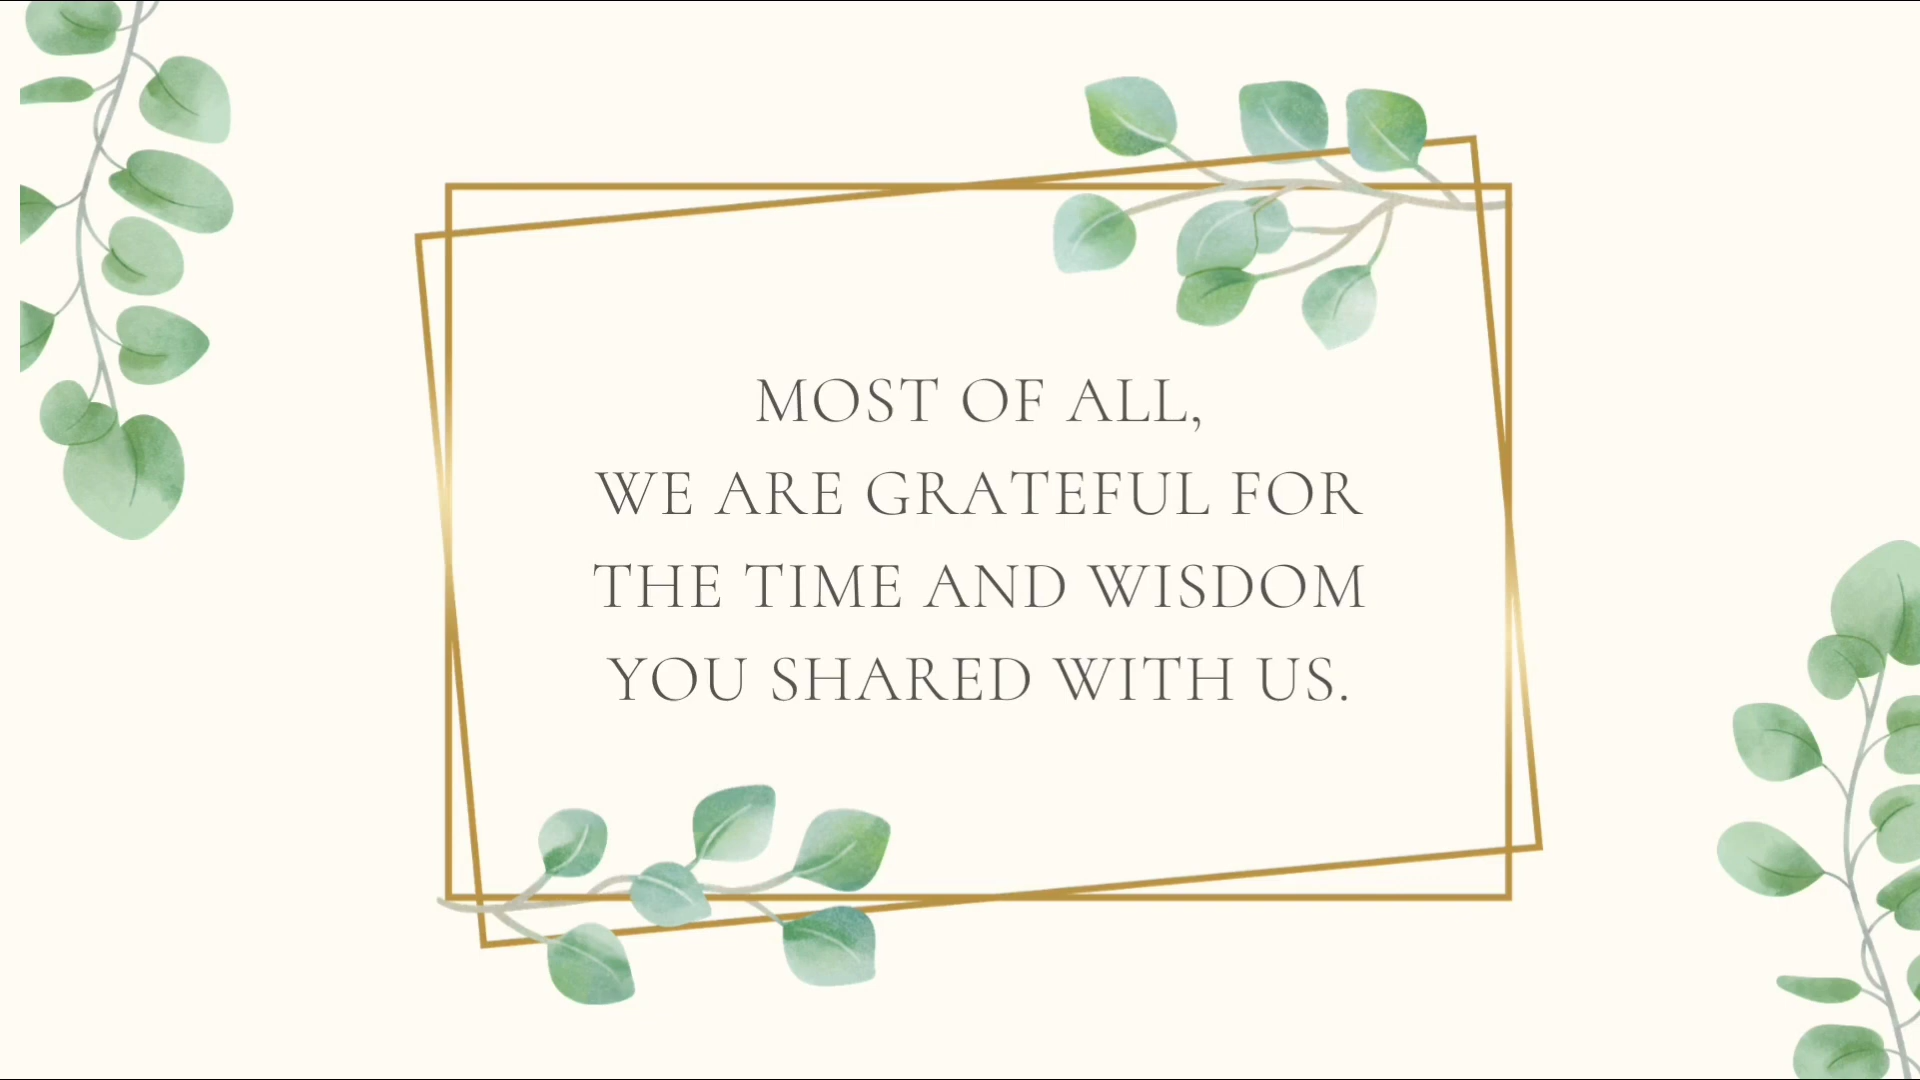 MOST OF ALL,
WE ARE GRATEFUL FOR
THE TIME AND WISDOM
YOU SHARED WITH US.